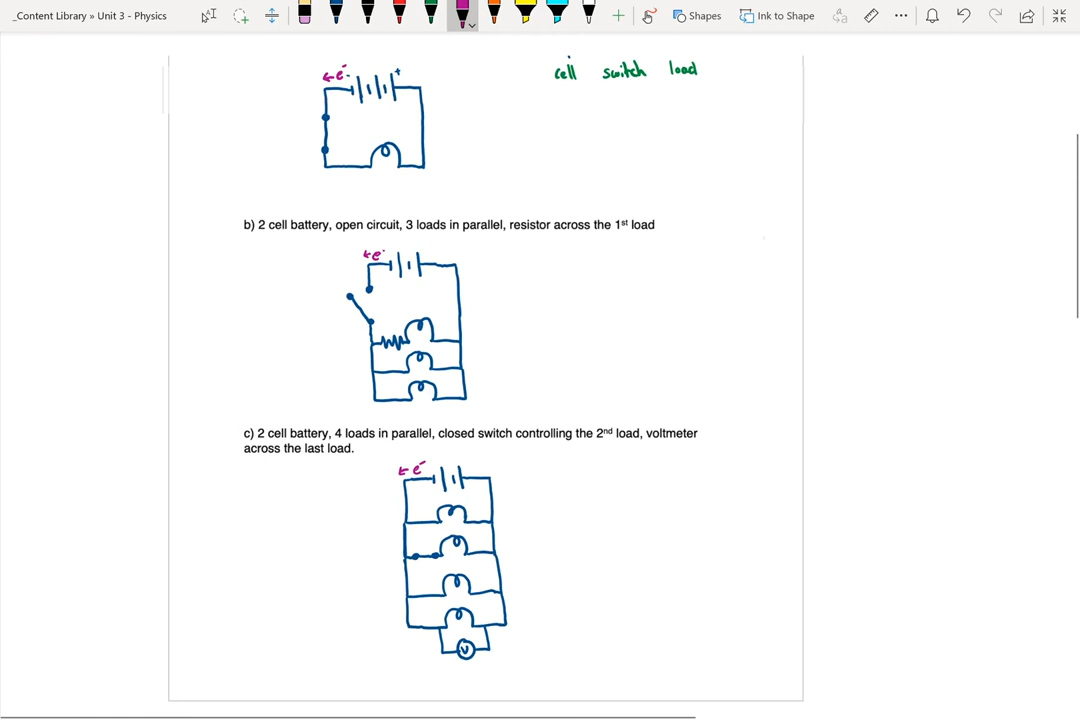 _Content Library » Unit 3 - Physics
Shapes
Ink to Shape
cell switch load
← e⁻
+
b) 2 cell battery, open circuit, 3 loads in parallel, resistor across the 1st load
← e⁻
c) 2 cell battery, 4 loads in parallel, closed switch controlling the 2nd load, voltmeter
across the last load.
← e⁻
V